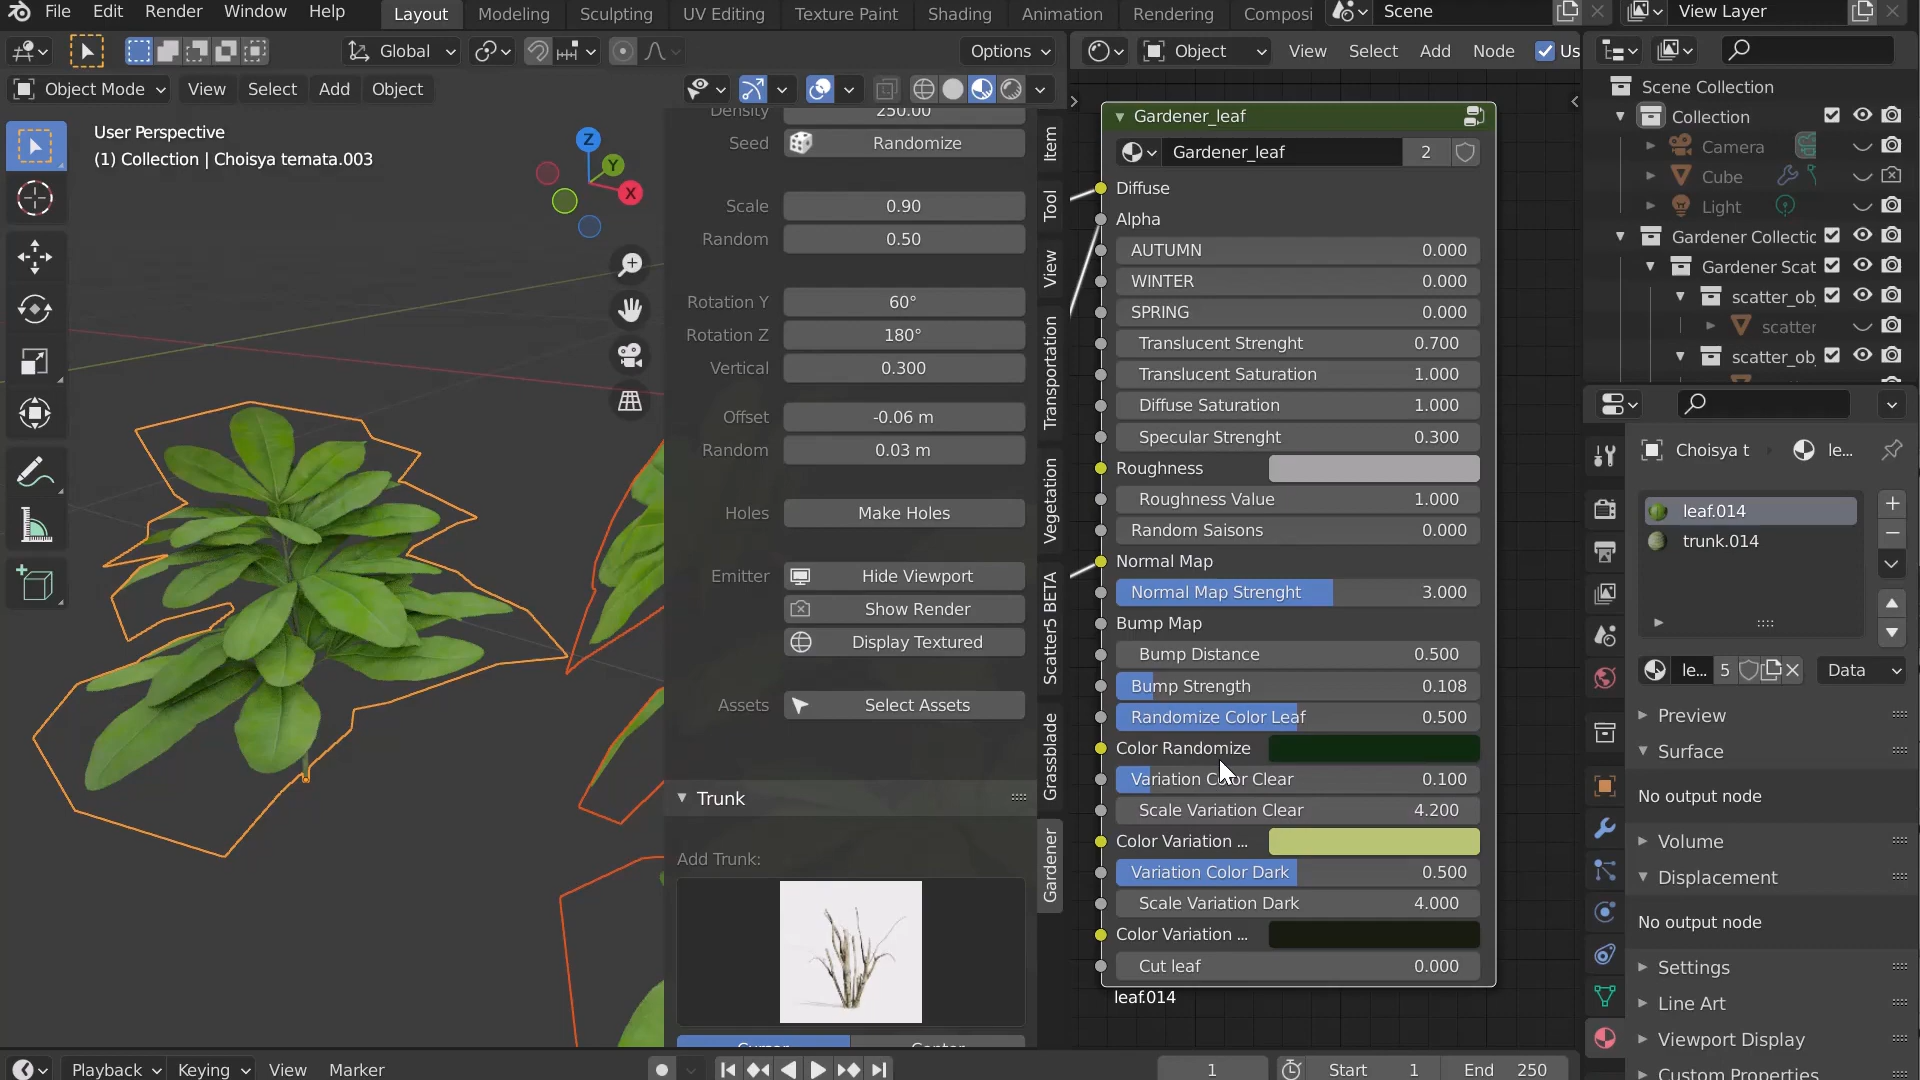 File Edit Render Window Help Layout Modeling Sculpting UV Editing Texture Paint Shading Animation Rendering Composi Scene View Layer
Global Options Object View Select Add Node Us
Object Mode View Select Add Object
User Perspective
(1) Collection | Choisya ternata.003
Z
Y
X
Density 250.00
Seed Randomize
Scale 0.90
Random 0.50
Rotation Y 60°
Rotation Z 180°
Vertical 0.300
Offset -0.06 m
Random 0.03 m
Holes Make Holes
Emitter Hide Viewport
Show Render
Display Textured
Assets Select Assets
Trunk
Add Trunk:
Cursor Center
Item
Tool
View
Transportation
Vegetation
Scatter5 BETA
Grassblade
Gardener
Gardener_leaf
Gardener_leaf 2
Diffuse
Alpha
AUTUMN 0.000
WINTER 0.000
SPRING 0.000
Translucent Strenght 0.700
Translucent Saturation 1.000
Diffuse Saturation 1.000
Specular Strenght 0.300
Roughness
Roughness Value 1.000
Random Saisons 0.000
Normal Map
Normal Map Strenght 3.000
Bump Map
Bump Distance 0.500
Bump Strength 0.108
Randomize Color Leaf 0.500
Color Randomize
Variation Color Clear 0.100
Scale Variation Clear 4.200
Color Variation ...
Variation Color Dark 0.500
Scale Variation Dark 4.000
Color Variation ...
Cut leaf 0.000
leaf.014
Scene Collection
Collection
Camera
Cube
Light
Gardener Collectic
Gardener Scat
scatter_ob
scatter
scatter_ob
Choisya t le...
leaf.014
trunk.014
le... 5 Data
Preview
Surface
No output node
Volume
Displacement
No output node
Settings
Line Art
Viewport Display
Custom Properties
Playback Keying View Marker 1 Start 1 End 250